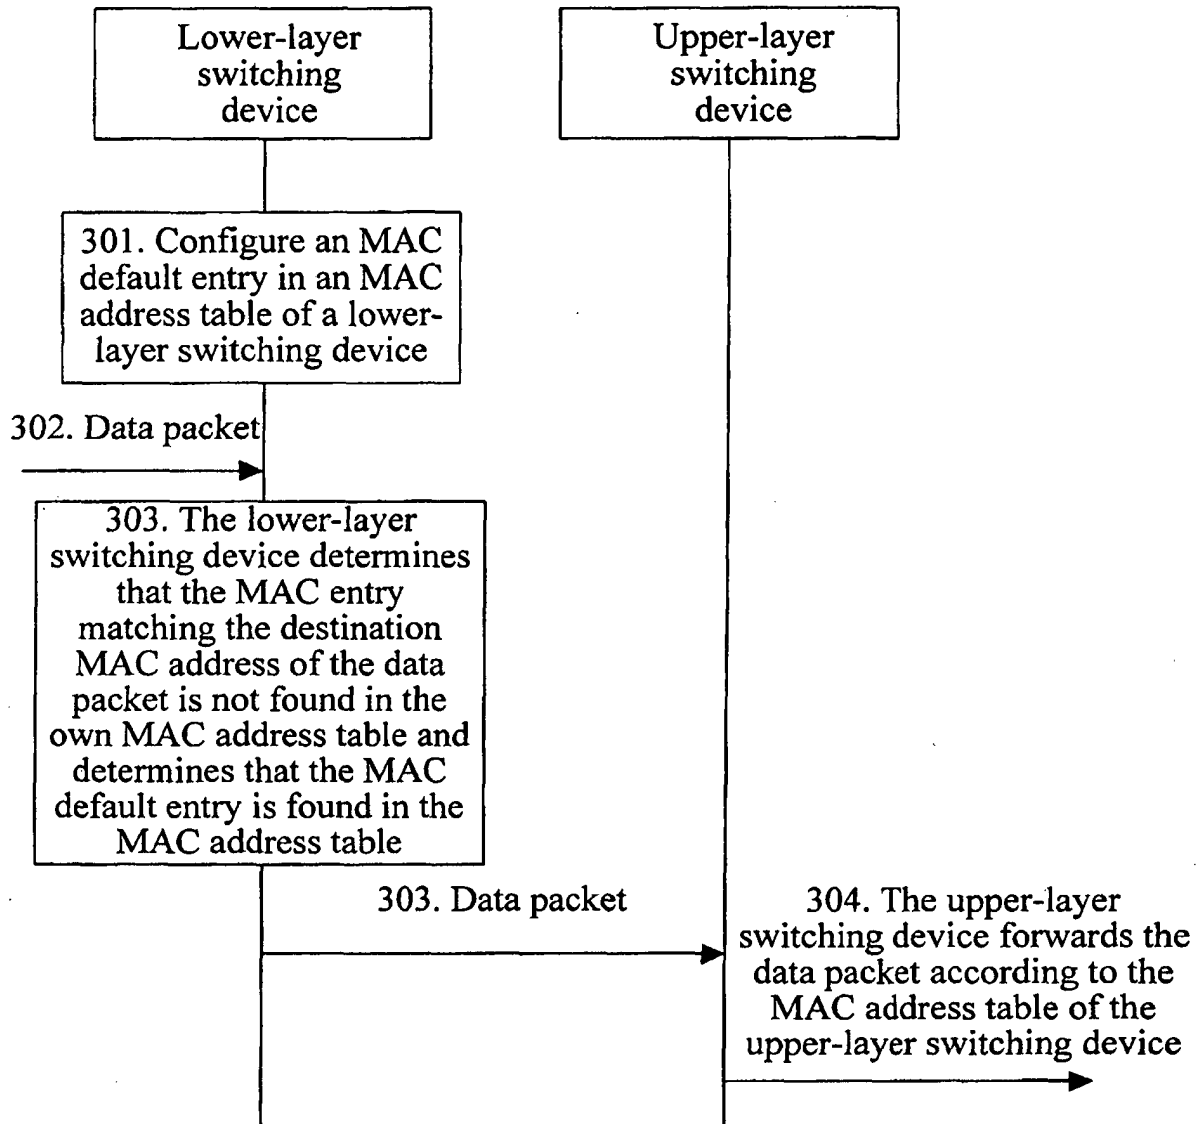 Lower-layer
switching
device
Upper-layer
switching
device
301. Configure an MAC
default entry in an MAC
address table of a lower-
layer switching device
302. Data packet
303. The lower-layer
switching device determines
that the MAC entry
matching the destination
MAC address of the data
packet is not found in the
own MAC address table and
determines that the MAC
default entry is found in the
MAC address table
303. Data packet
304. The upper-layer
switching device forwards the
data packet according to the
MAC address table of the
upper-layer switching device